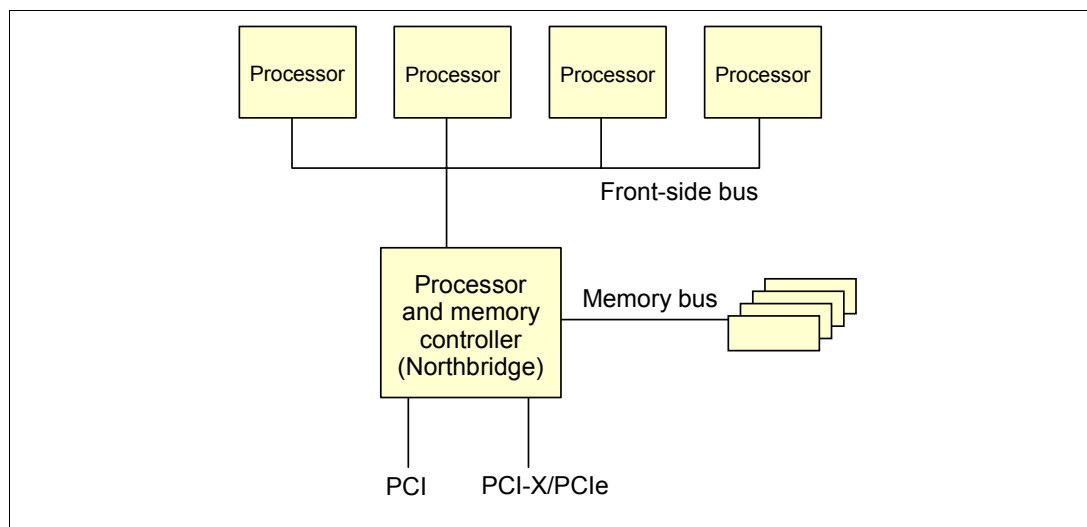 Processor
Processor
Processor
Processor
Front-side bus
Processor
and memory
controller
(Northbridge)
Memory bus
PCI
PCI-X/PCIe